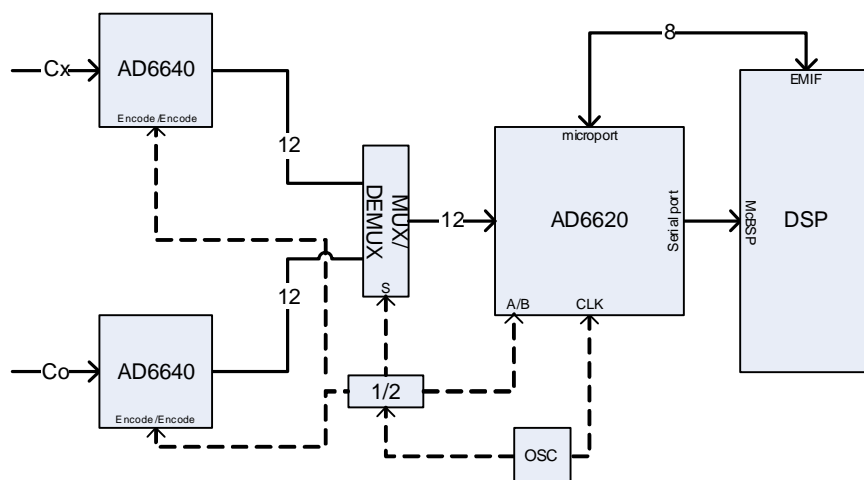 8
Cx
AD6640
Encode/Encode
EMIF
12
microport
MUX/
DEMUX
S
12
AD6620
Serial port
McBSP
DSP
A/B
CLK
12
Co
AD6640
Encode/Encode
1/2
OSC